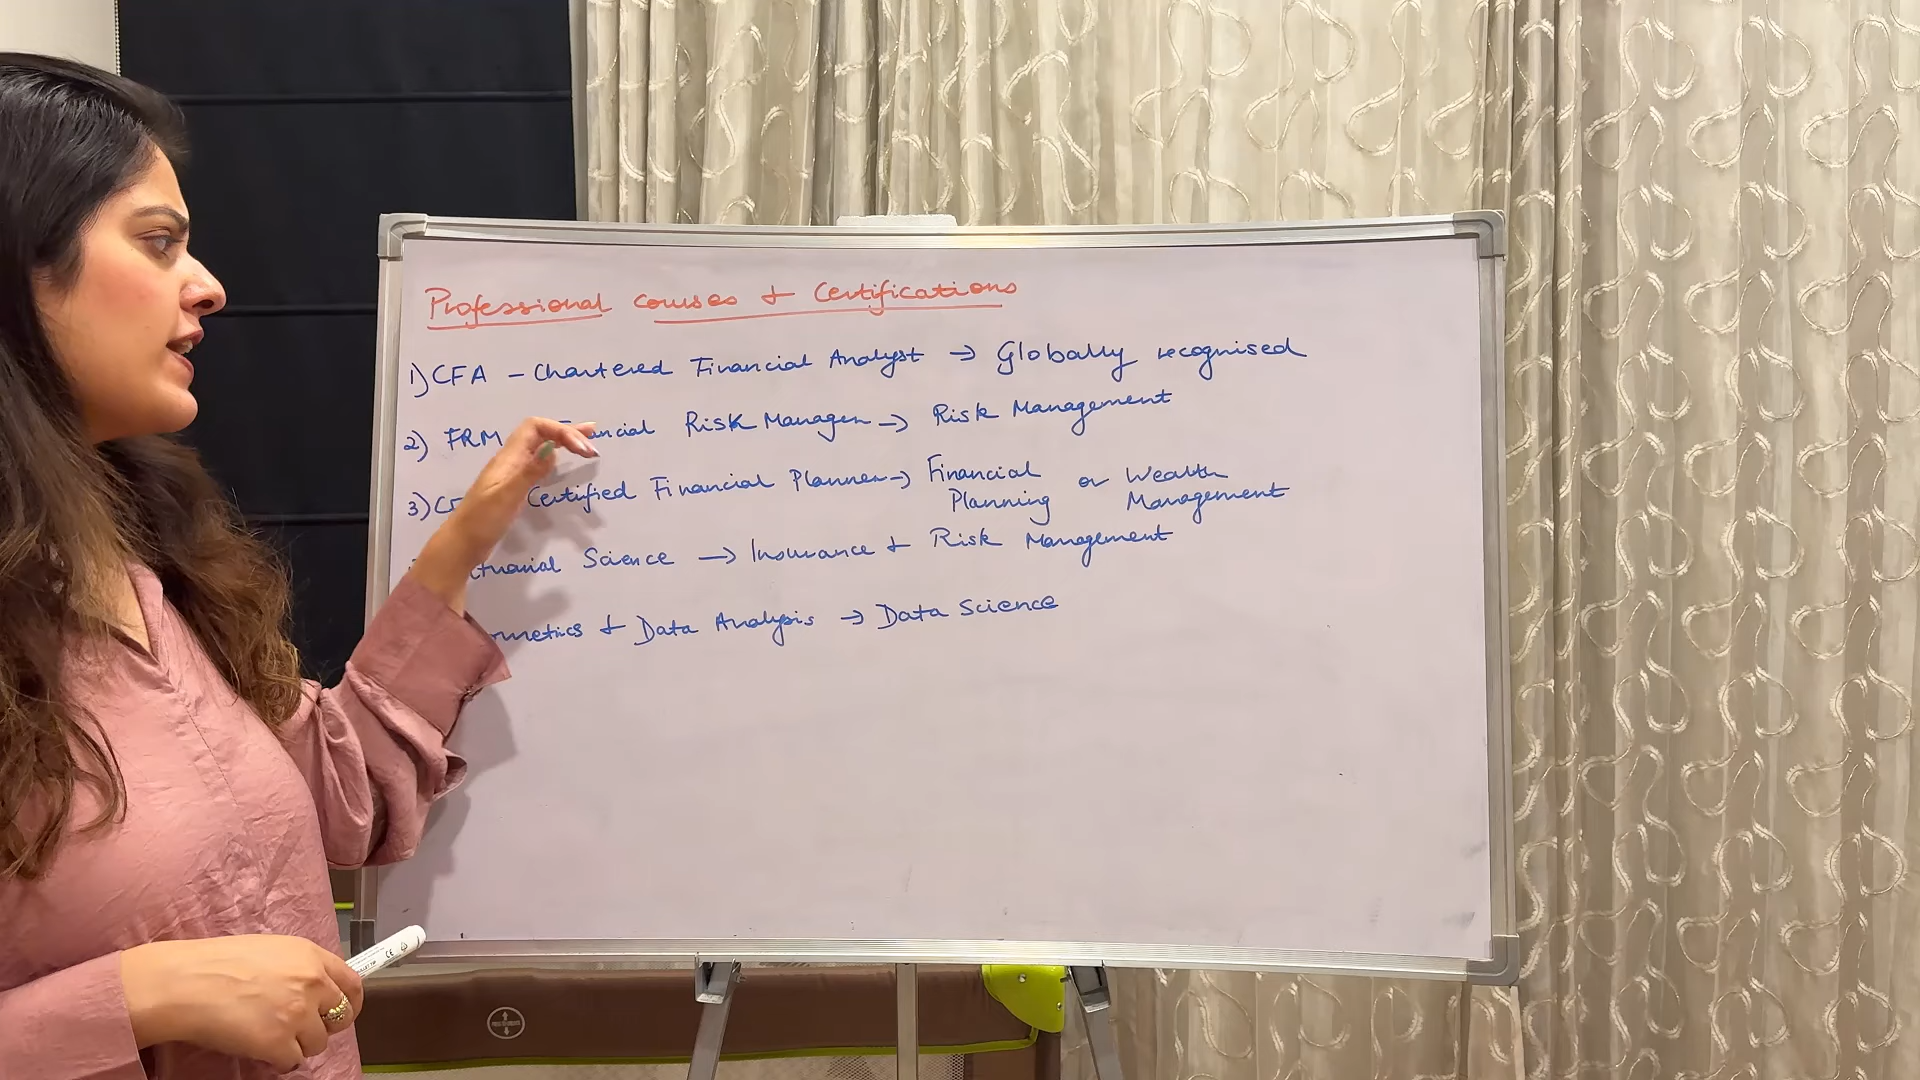 Professional courses & Certifications
1) CFA - Chartered Financial Analyst → Globally recognised
2) FRM Financial Risk Manager → Risk Management
3) Certified Financial Planner → Financial Planning or Wealth Management
Science → Insurance & Risk Management
& Data Analysis → Data Science
CE